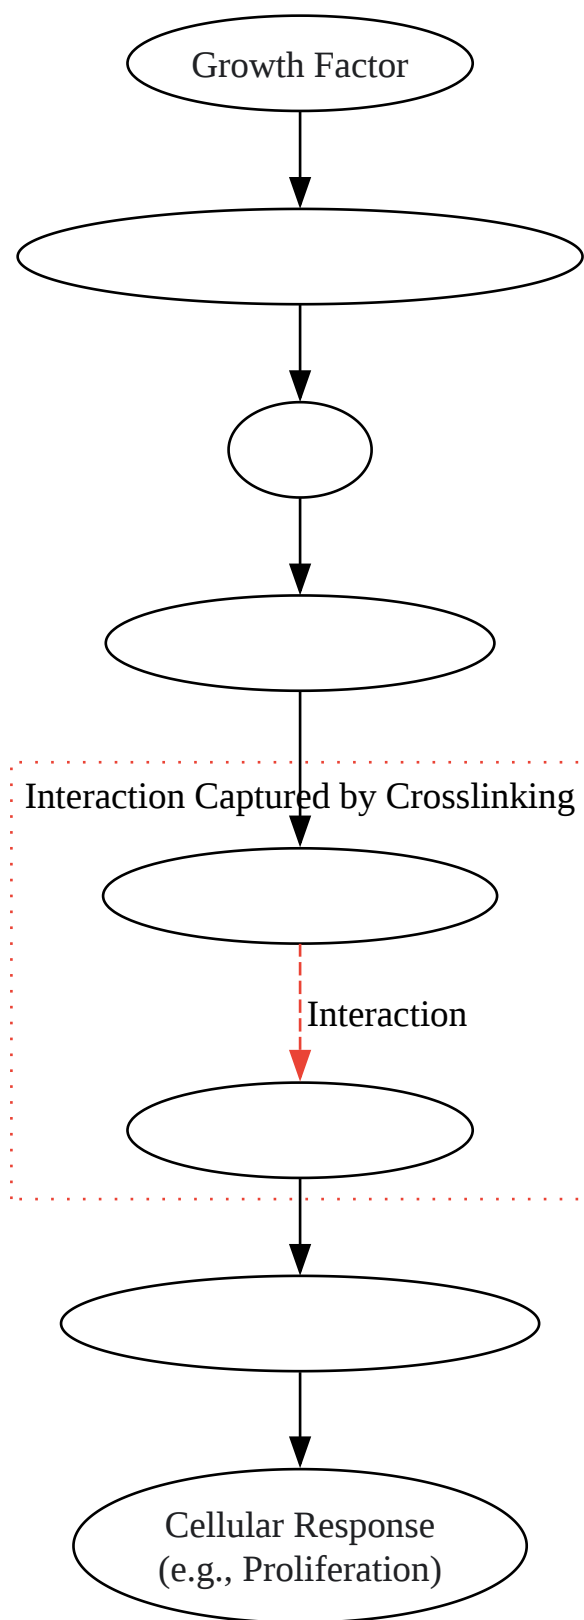 Growth Factor
Interaction Captured by Crosslinking
Interaction
Cellular Response
(e.g., Proliferation)